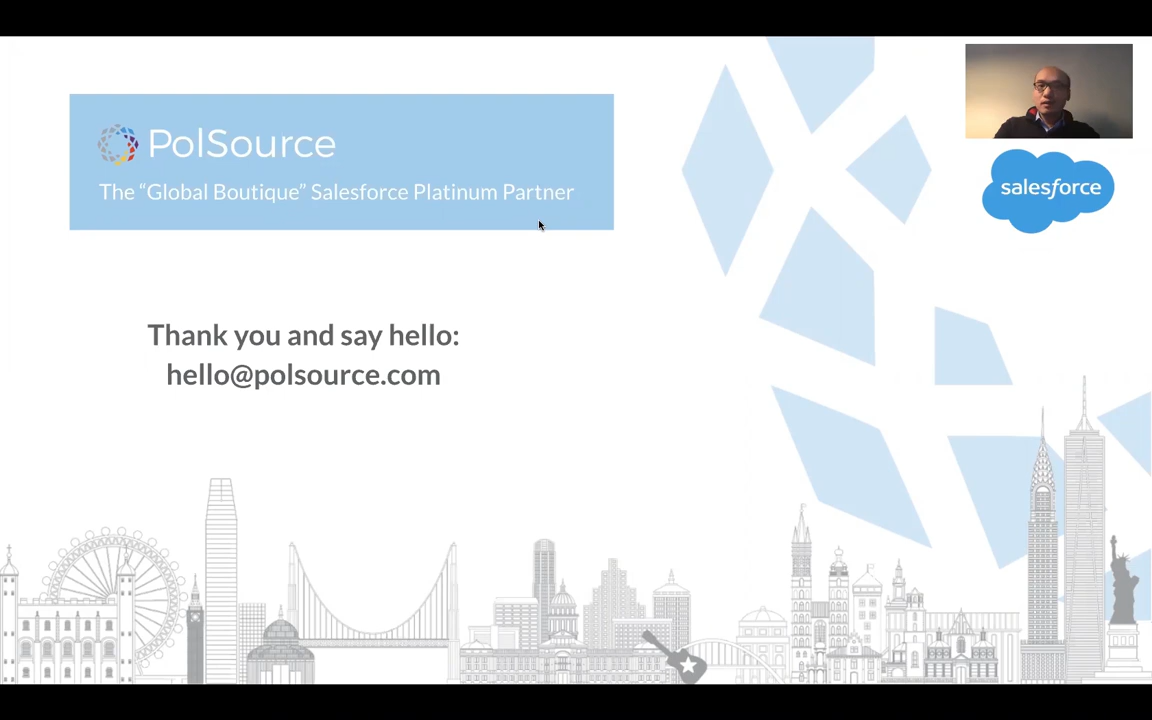 PolSource
The “Global Boutique” Salesforce Platinum Partner
salesforce
Thank you and say hello:
hello@polsource.com